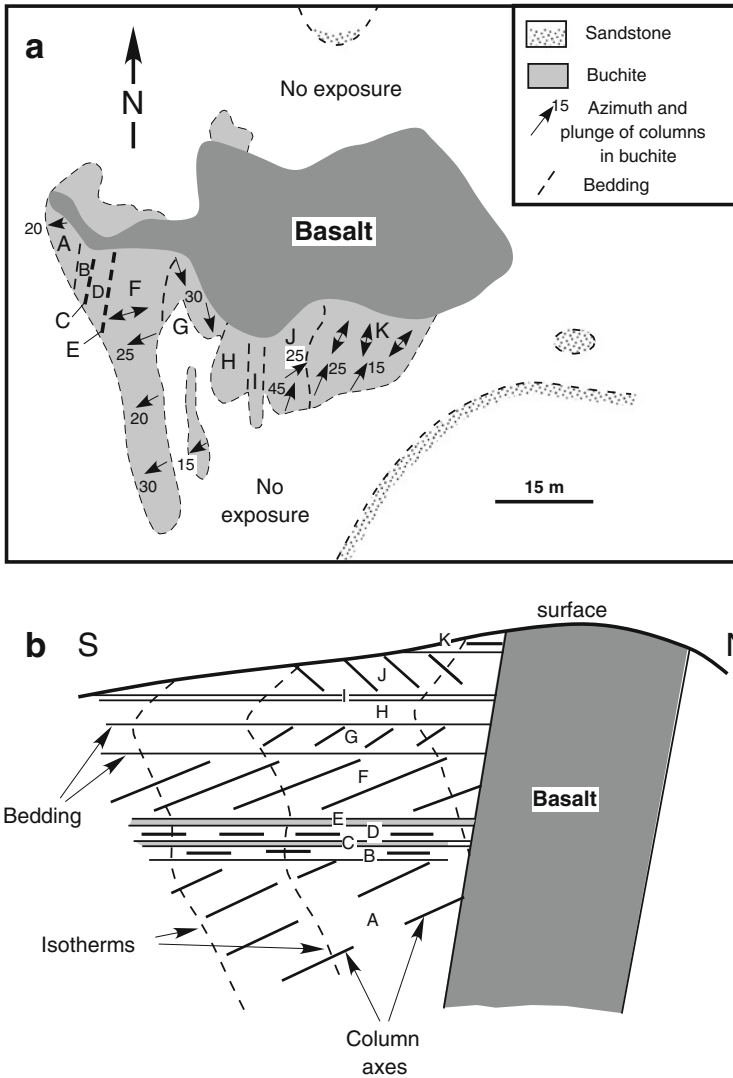 a
N
No exposure
Sandstone
Buchite
15 Azimuth and
plunge of columns
in buchite
Bedding
Basalt
20
A
B
D
F
C
E
G
30
25
H
I
J
25
K
45
25
15
20
15
30
No
exposure
15 m
b
S
surface
N
K
J
I
H
G
F
Bedding
E
D
C
B
Basalt
A
Isotherms
Column
axes